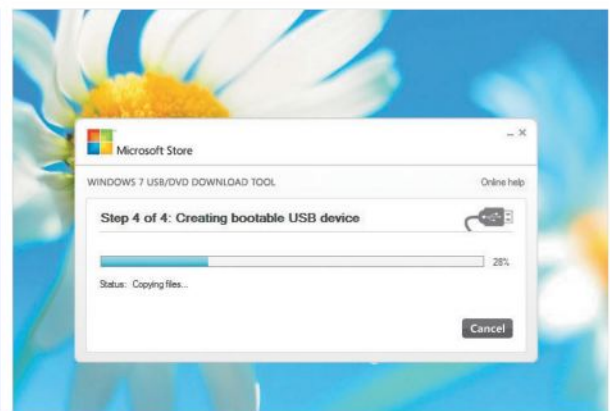 Microsoft Store
WINDOWS 7 USB/DVD DOWNLOAD TOOL
Online help
Step 4 of 4: Creating bootable USB device
28%
Status: Copying files...
Cancel